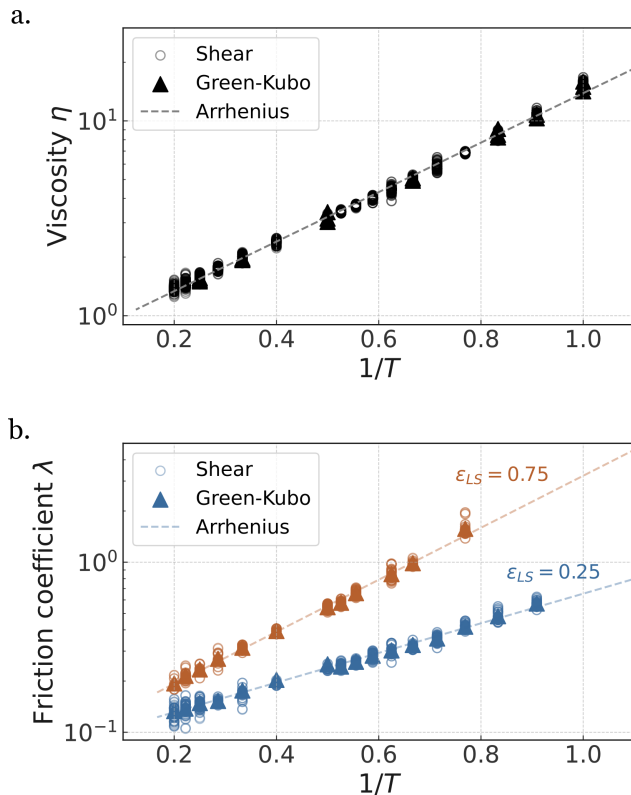 a.
Shear
Green-Kubo
Arrhenius
Viscosity η
10¹
10⁰
0.2 0.4 0.6 0.8 1.0
1/T
b.
Shear
Green-Kubo
Arrhenius
ε_LS = 0.75
ε_LS = 0.25
Friction coefficient λ
10⁰
10⁻¹
0.2 0.4 0.6 0.8 1.0
1/T